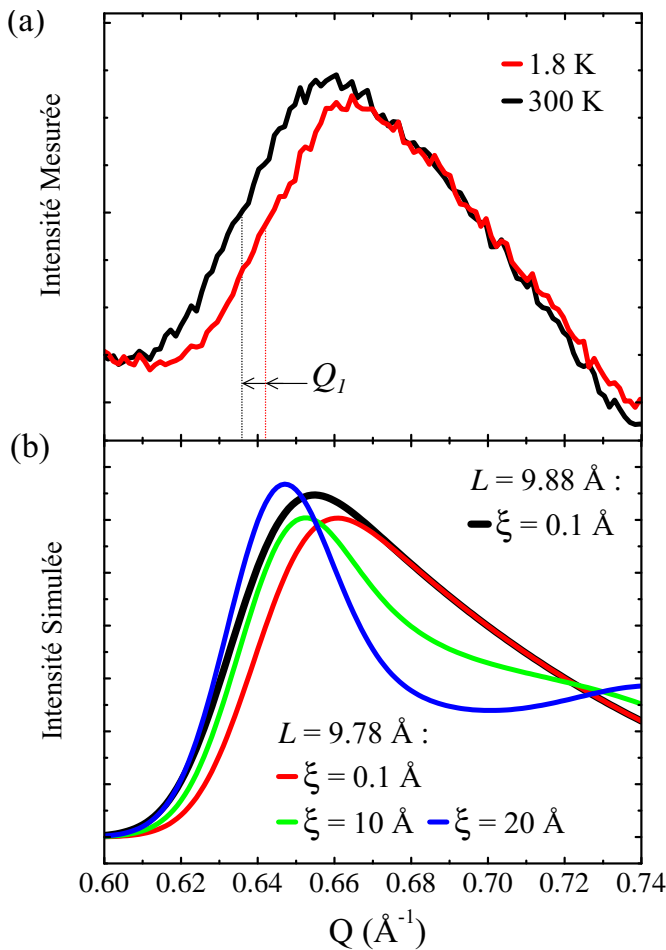 (a)
1.8 K
300 K
Intensité Mesurée
Q1
(b)
L = 9.88 Å :
ξ = 0.1 Å
Intensité Simulée
L = 9.78 Å :
ξ = 0.1 Å
ξ = 10 Å ξ = 20 Å
0.60 0.62 0.64 0.66 0.68 0.70 0.72 0.74
Q (Å-1)